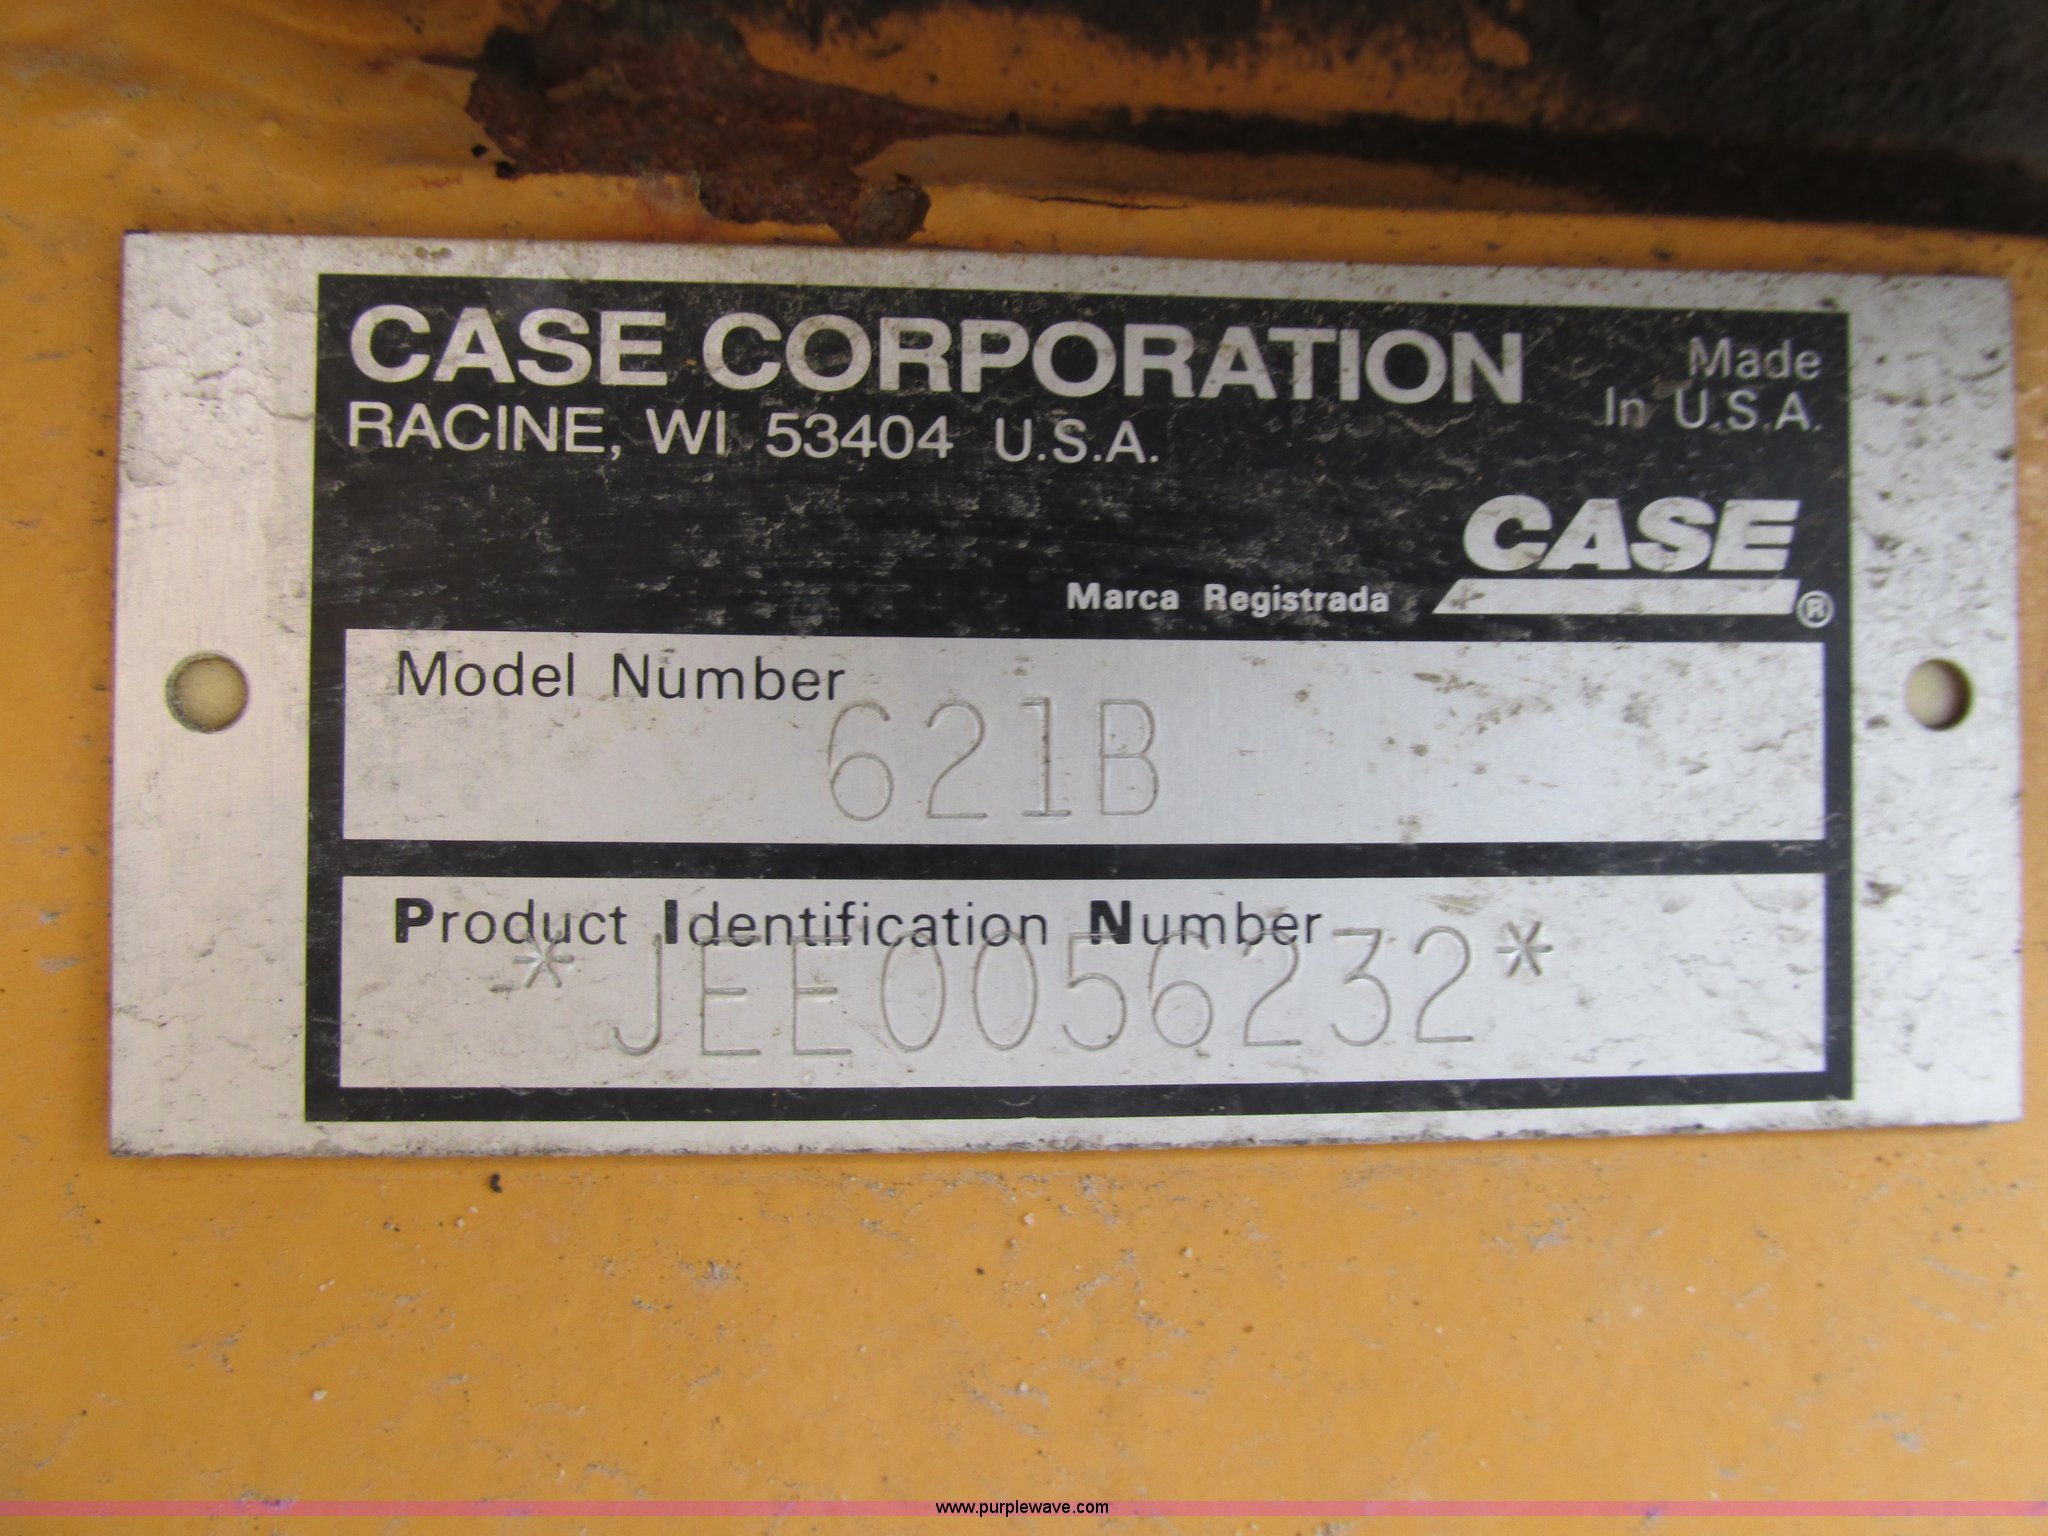 CASE CORPORATION
RACINE, WI 53404 U.S.A.
Made
In U.S.A.
CASE
Marca Registrada ®
Model Number
621B
Product Identification Number
*JEE0056232*
www.purplewave.com